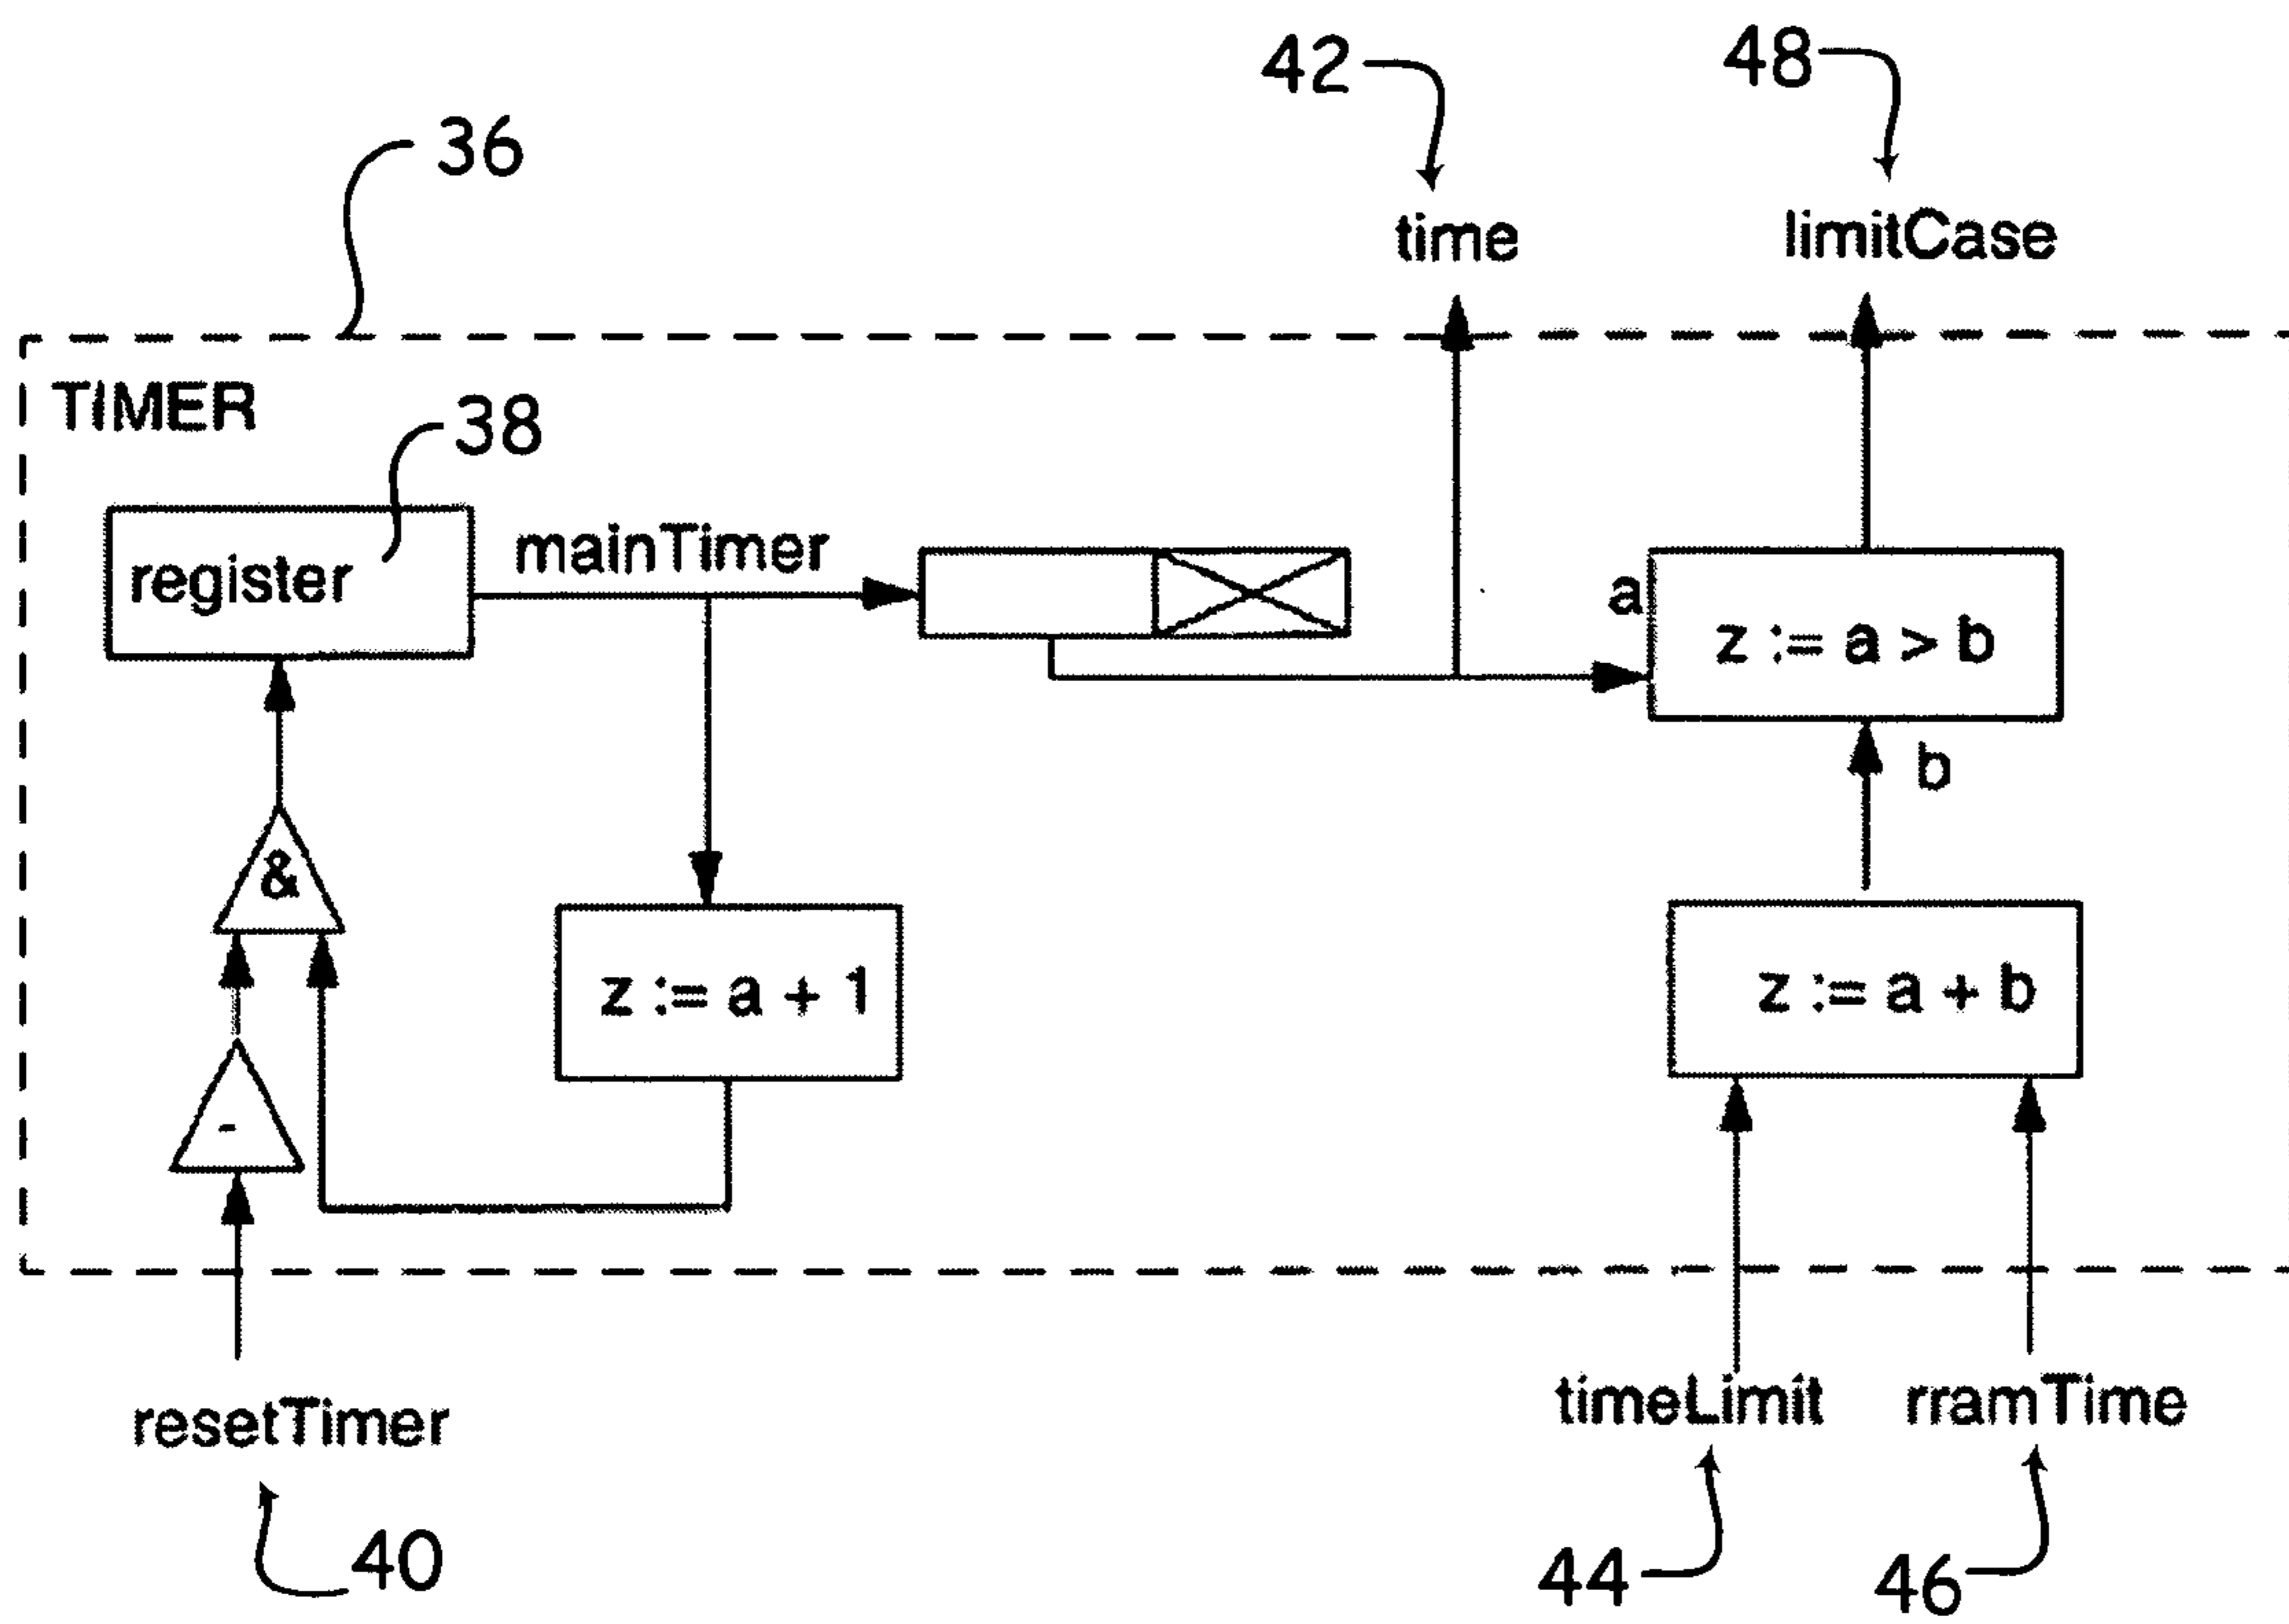 42
48
36
time
limitCase
TIMER
38
register
mainTimer
a
z := a > b
b
&
z := a + 1
z := a + b
-
resetTimer
timeLimit
rramTime
40
44
46